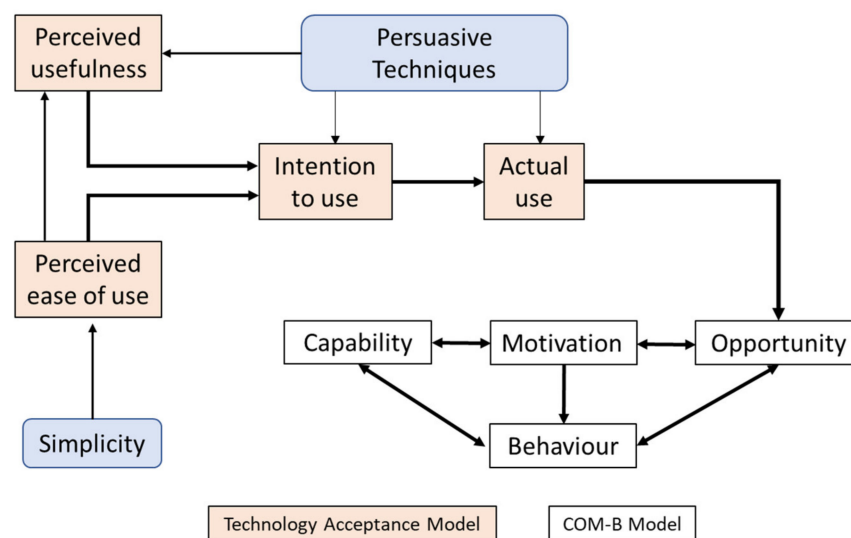 Perceived
usefulness
Persuasive
Techniques
Intention
to use
Actual
use
Perceived
ease of use
Capability
Motivation
Opportunity
Simplicity
Behaviour
Technology Acceptance Model
COM-B Model